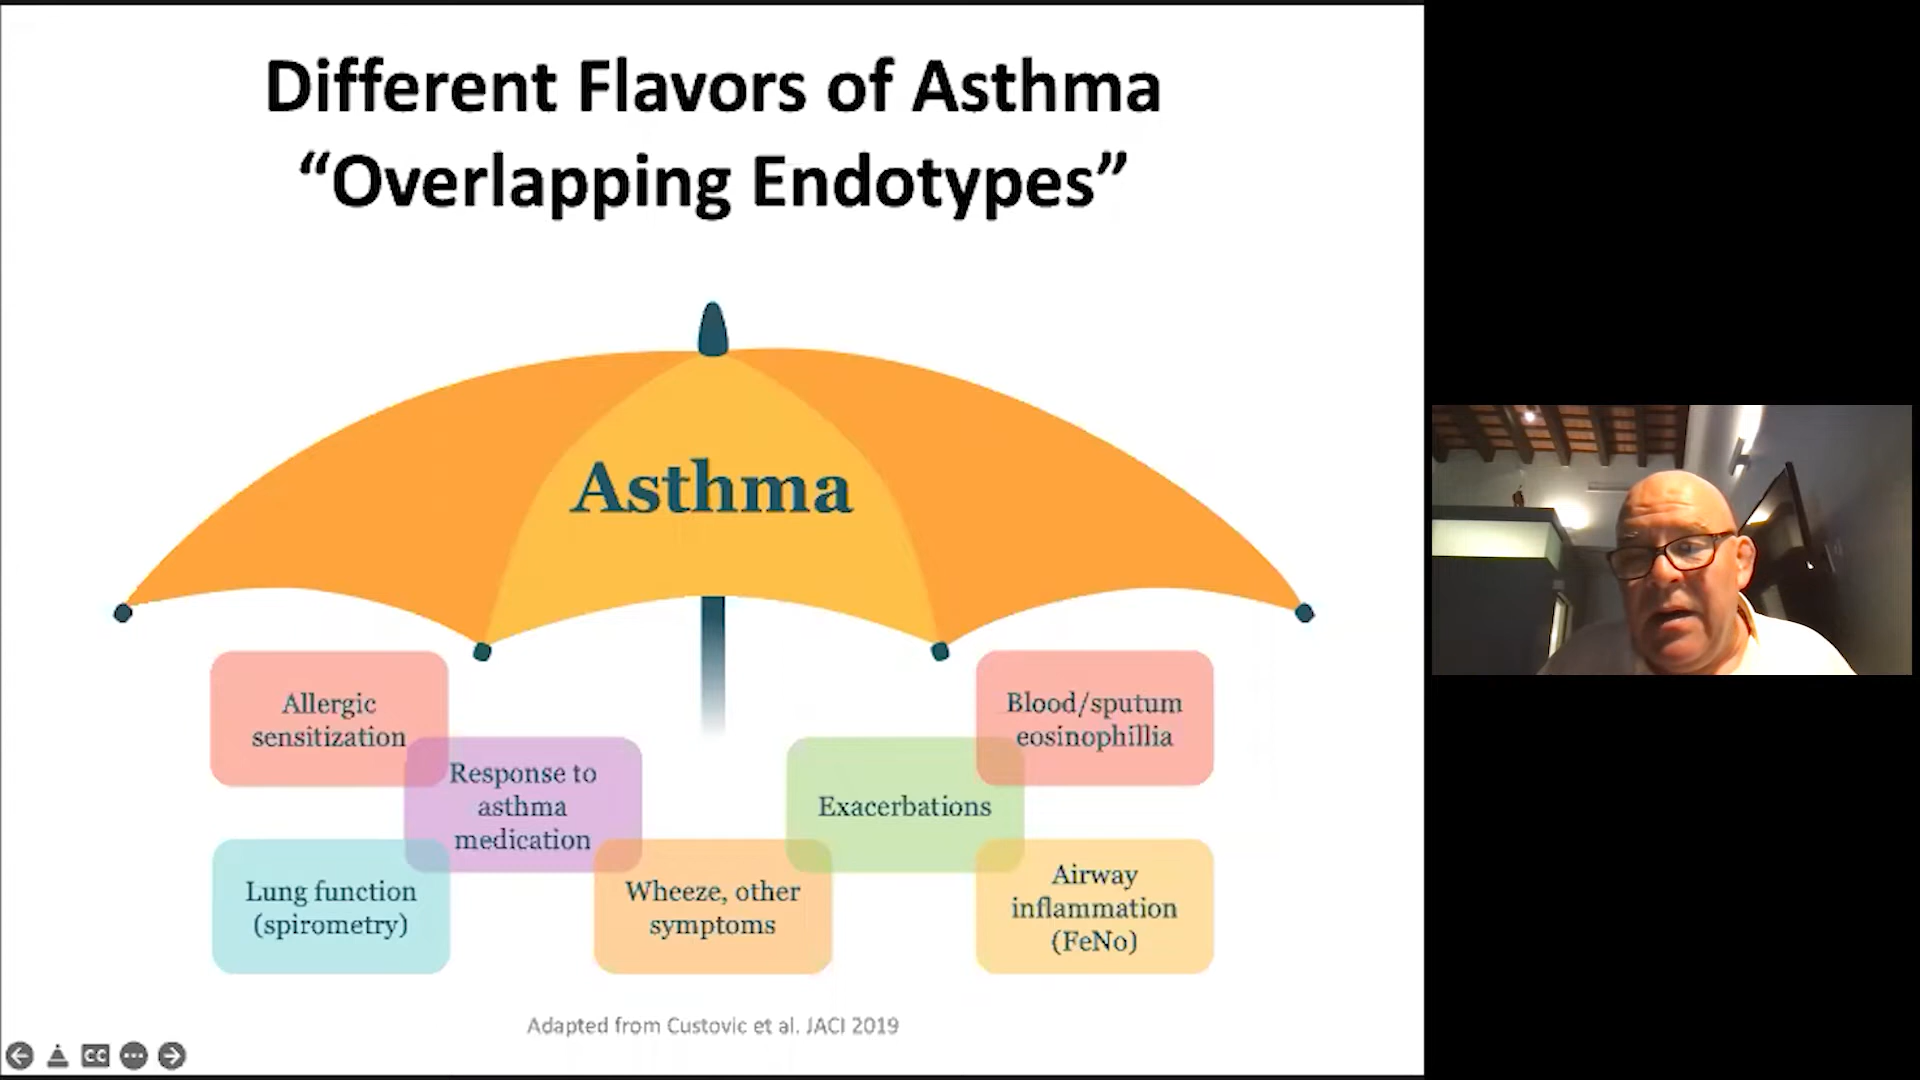 Different Flavors of Asthma
“Overlapping Endotypes”
Asthma
Allergic
sensitization
Response to
asthma
medication
Lung function
(spirometry)
Wheeze, other
symptoms
Exacerbations
Blood/sputum
eosinophillia
Airway
inflammation
(FeNo)
Adapted from Custovic et al. JACI 2019
CC